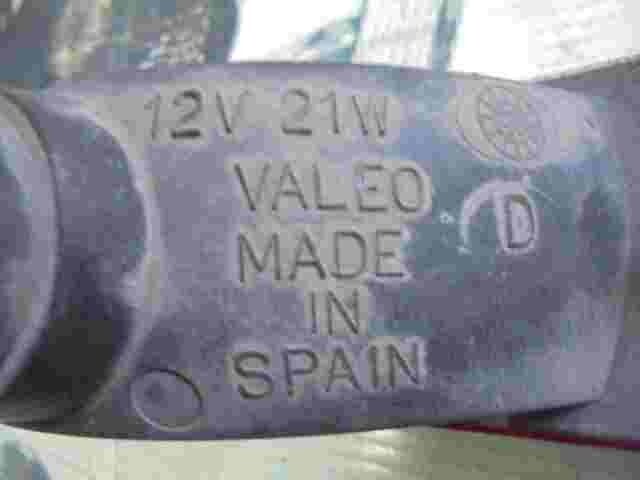 12V 21W
VALEO
D
MADE
IN
SPAIN